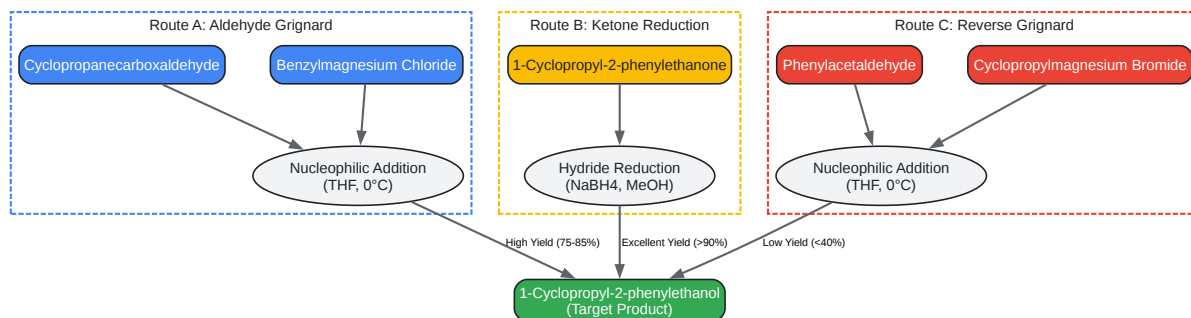 Route A: Aldehyde Grignard
Route B: Ketone Reduction
Route C: Reverse Grignard
Cyclopropanecarboxaldehyde
Benzylmagnesium Chloride
1-Cyclopropyl-2-phenylethanone
Phenylacetaldehyde
Cyclopropylmagnesium Bromide
Nucleophilic Addition
(THF, 0°C)
Hydride Reduction
(NaBH4, MeOH)
Nucleophilic Addition
(THF, 0°C)
High Yield (75-85%)
Excellent Yield (>90%)
Low Yield (<40%)
1-Cyclopropyl-2-phenylethanol
(Target Product)